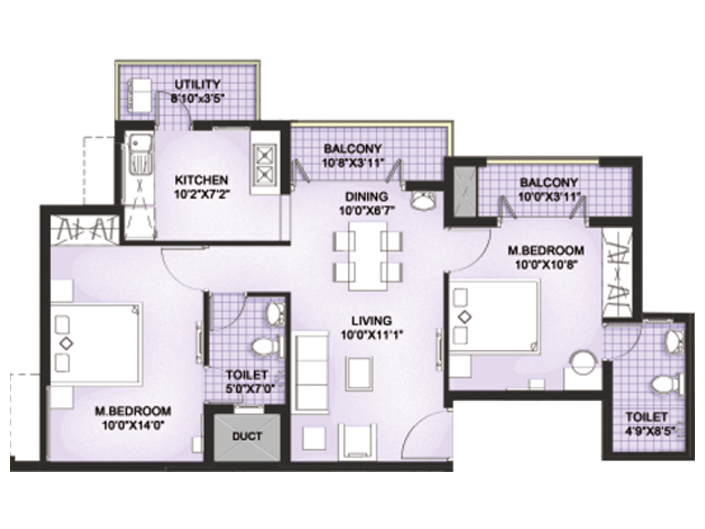 UTILITY
8'10"x3'5"
BALCONY
10'8"X3'11"
KITCHEN
10'2"X7'2"
DINING
10'0"X6'7"
BALCONY
10'0"X3'11"
M.BEDROOM
10'0"X10'8"
LIVING
10'0"X11'1"
TOILET
5'0"X7'0"
M.BEDROOM
10'0"X14'0"
DUCT
TOILET
4'9"X8'5"